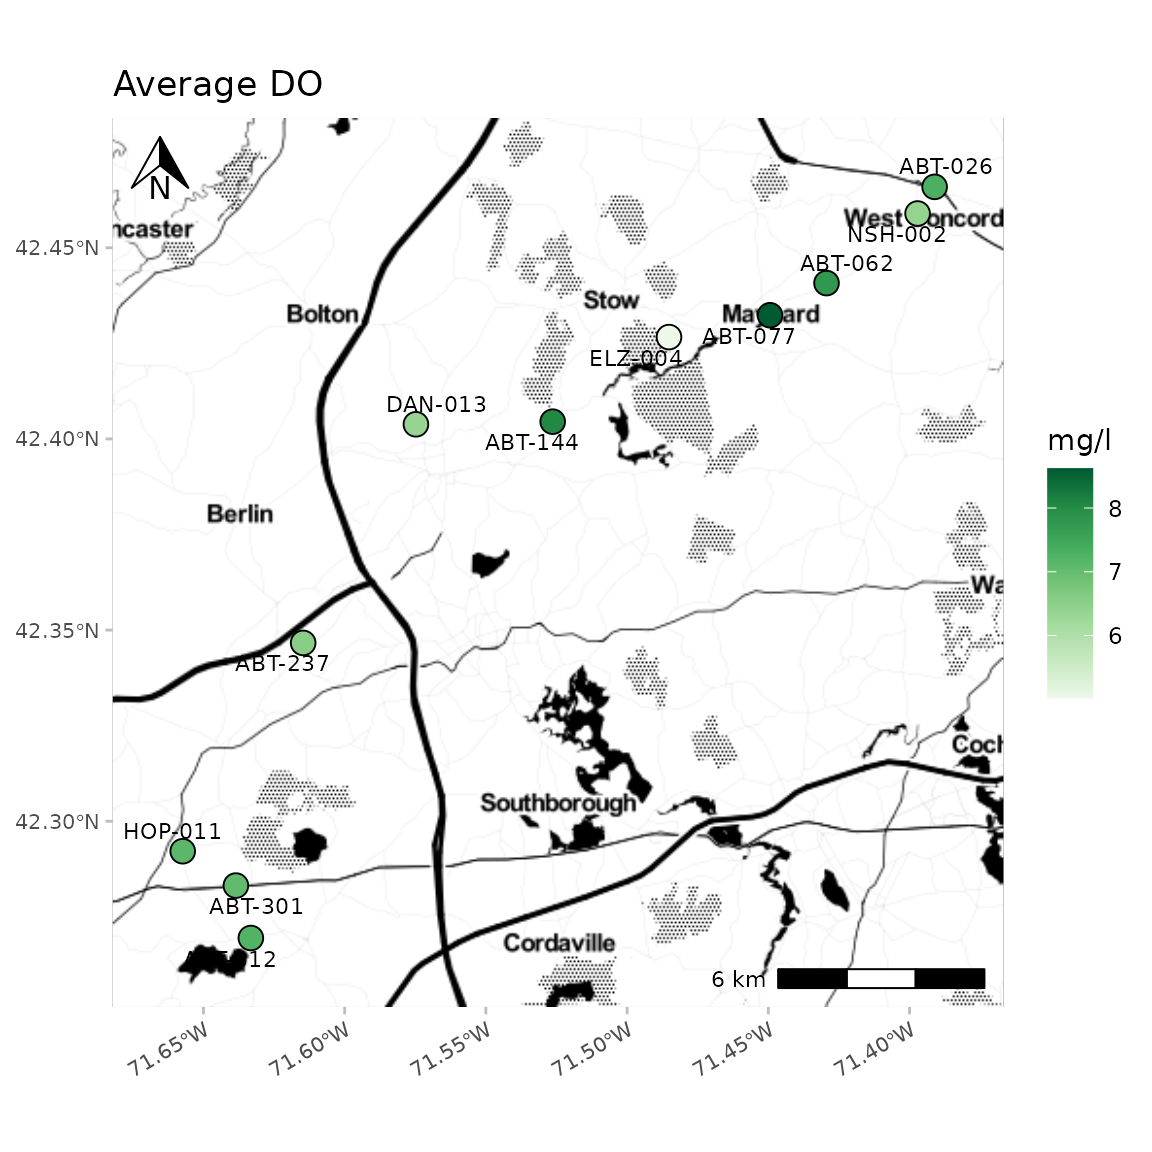 Average DO
N
ABT-026
ncaster
West Concord
NSH-002
42.45°N
ABT-062
Stow
Bolton
Maynard
ABT-077
ELZ-004
DAN-013
42.40°N
ABT-144
mg/l
8
7
6
Berlin
Wa
42.35°N
ABT-237
Coch
Southborough
42.30°N
HOP-011
ABT-301
Cordaville
12
6 km
71.65°W
71.60°W
71.55°W
71.50°W
71.45°W
71.40°W